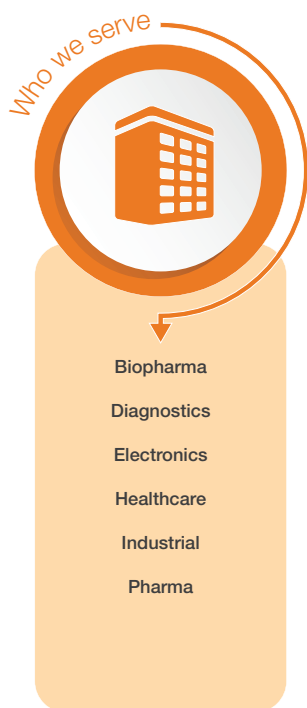 Who we serve
Biopharma
Diagnostics
Electronics
Healthcare
Industrial
Pharma